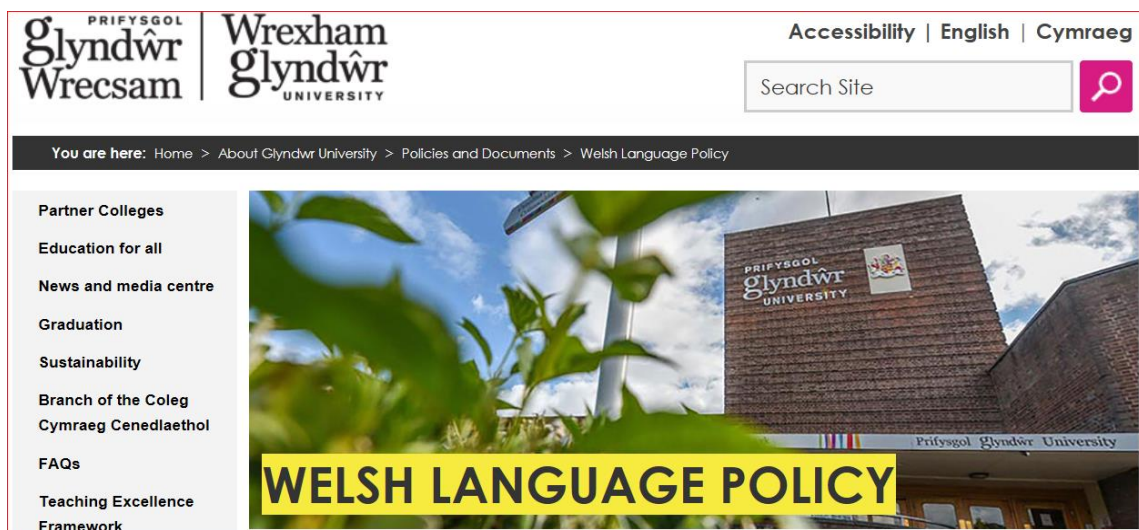 PRIFYSGOL
glyndŵr
Wrecsam
Wrexham
glyndŵr
UNIVERSITY
Accessibility | English | Cymraeg
Search Site
You are here: Home > About Glyndwr University > Policies and Documents > Welsh Language Policy
Partner Colleges
Education for all
News and media centre
Graduation
Sustainability
Branch of the Coleg
Cymraeg Cenedlaethol
FAQs
Teaching Excellence
Framework
PRIFYSGOL
glyndŵr
UNIVERSITY
Prifysgol glyndŵr University
WELSH LANGUAGE POLICY